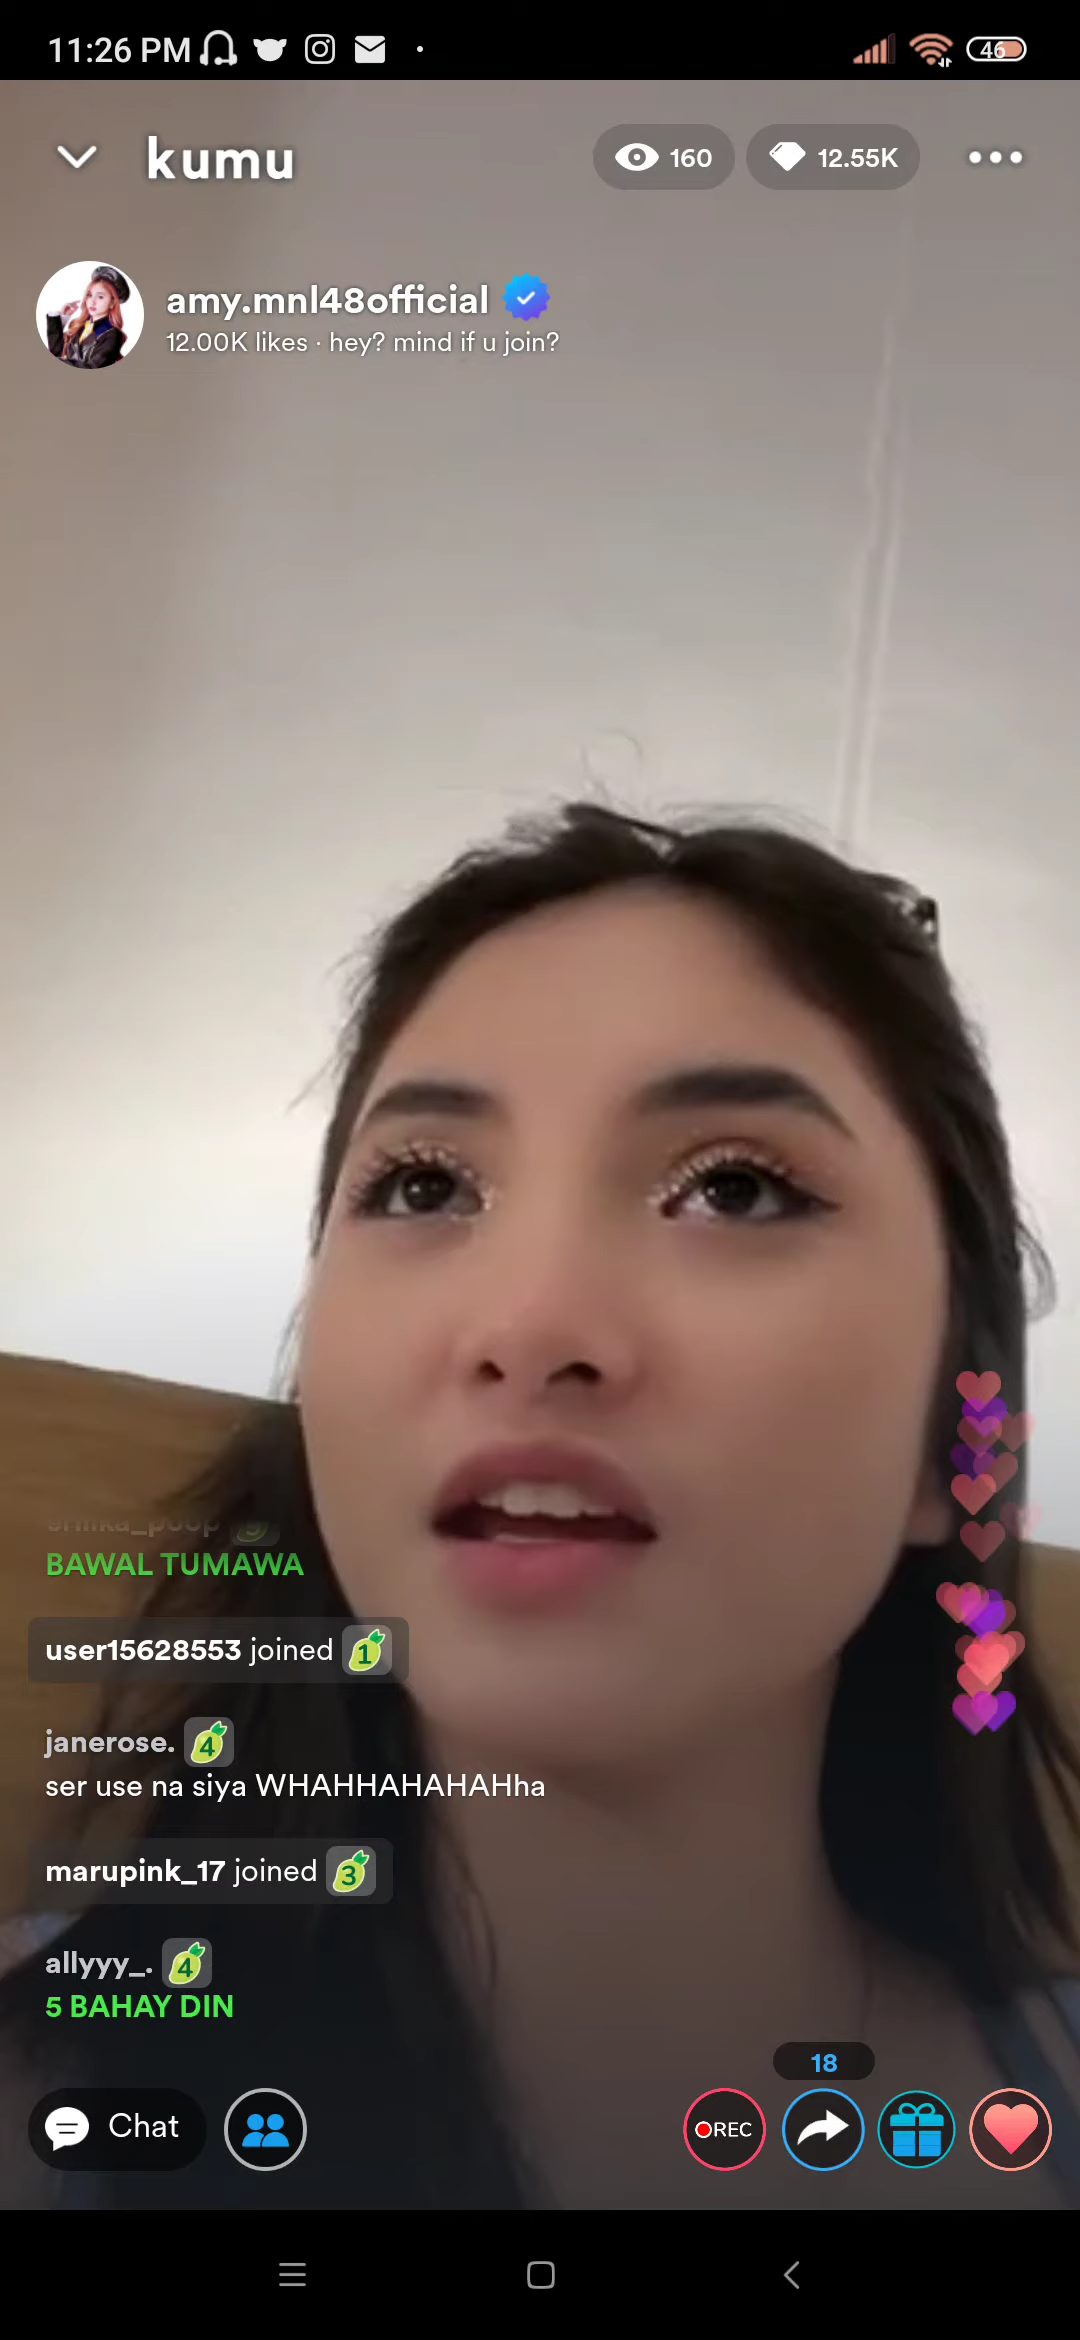 11:26 PM
46
kumu
160
12.55K
amy.mnl48official
12.00K likes · hey? mind if u join?
BAWAL TUMAWA
user15628553 joined 1
janerose. 4
ser use na siya WHAHHAHAHAHha
marupink_17 joined 3
allyyy_. 4
5 BAHAY DIN
18
Chat
REC